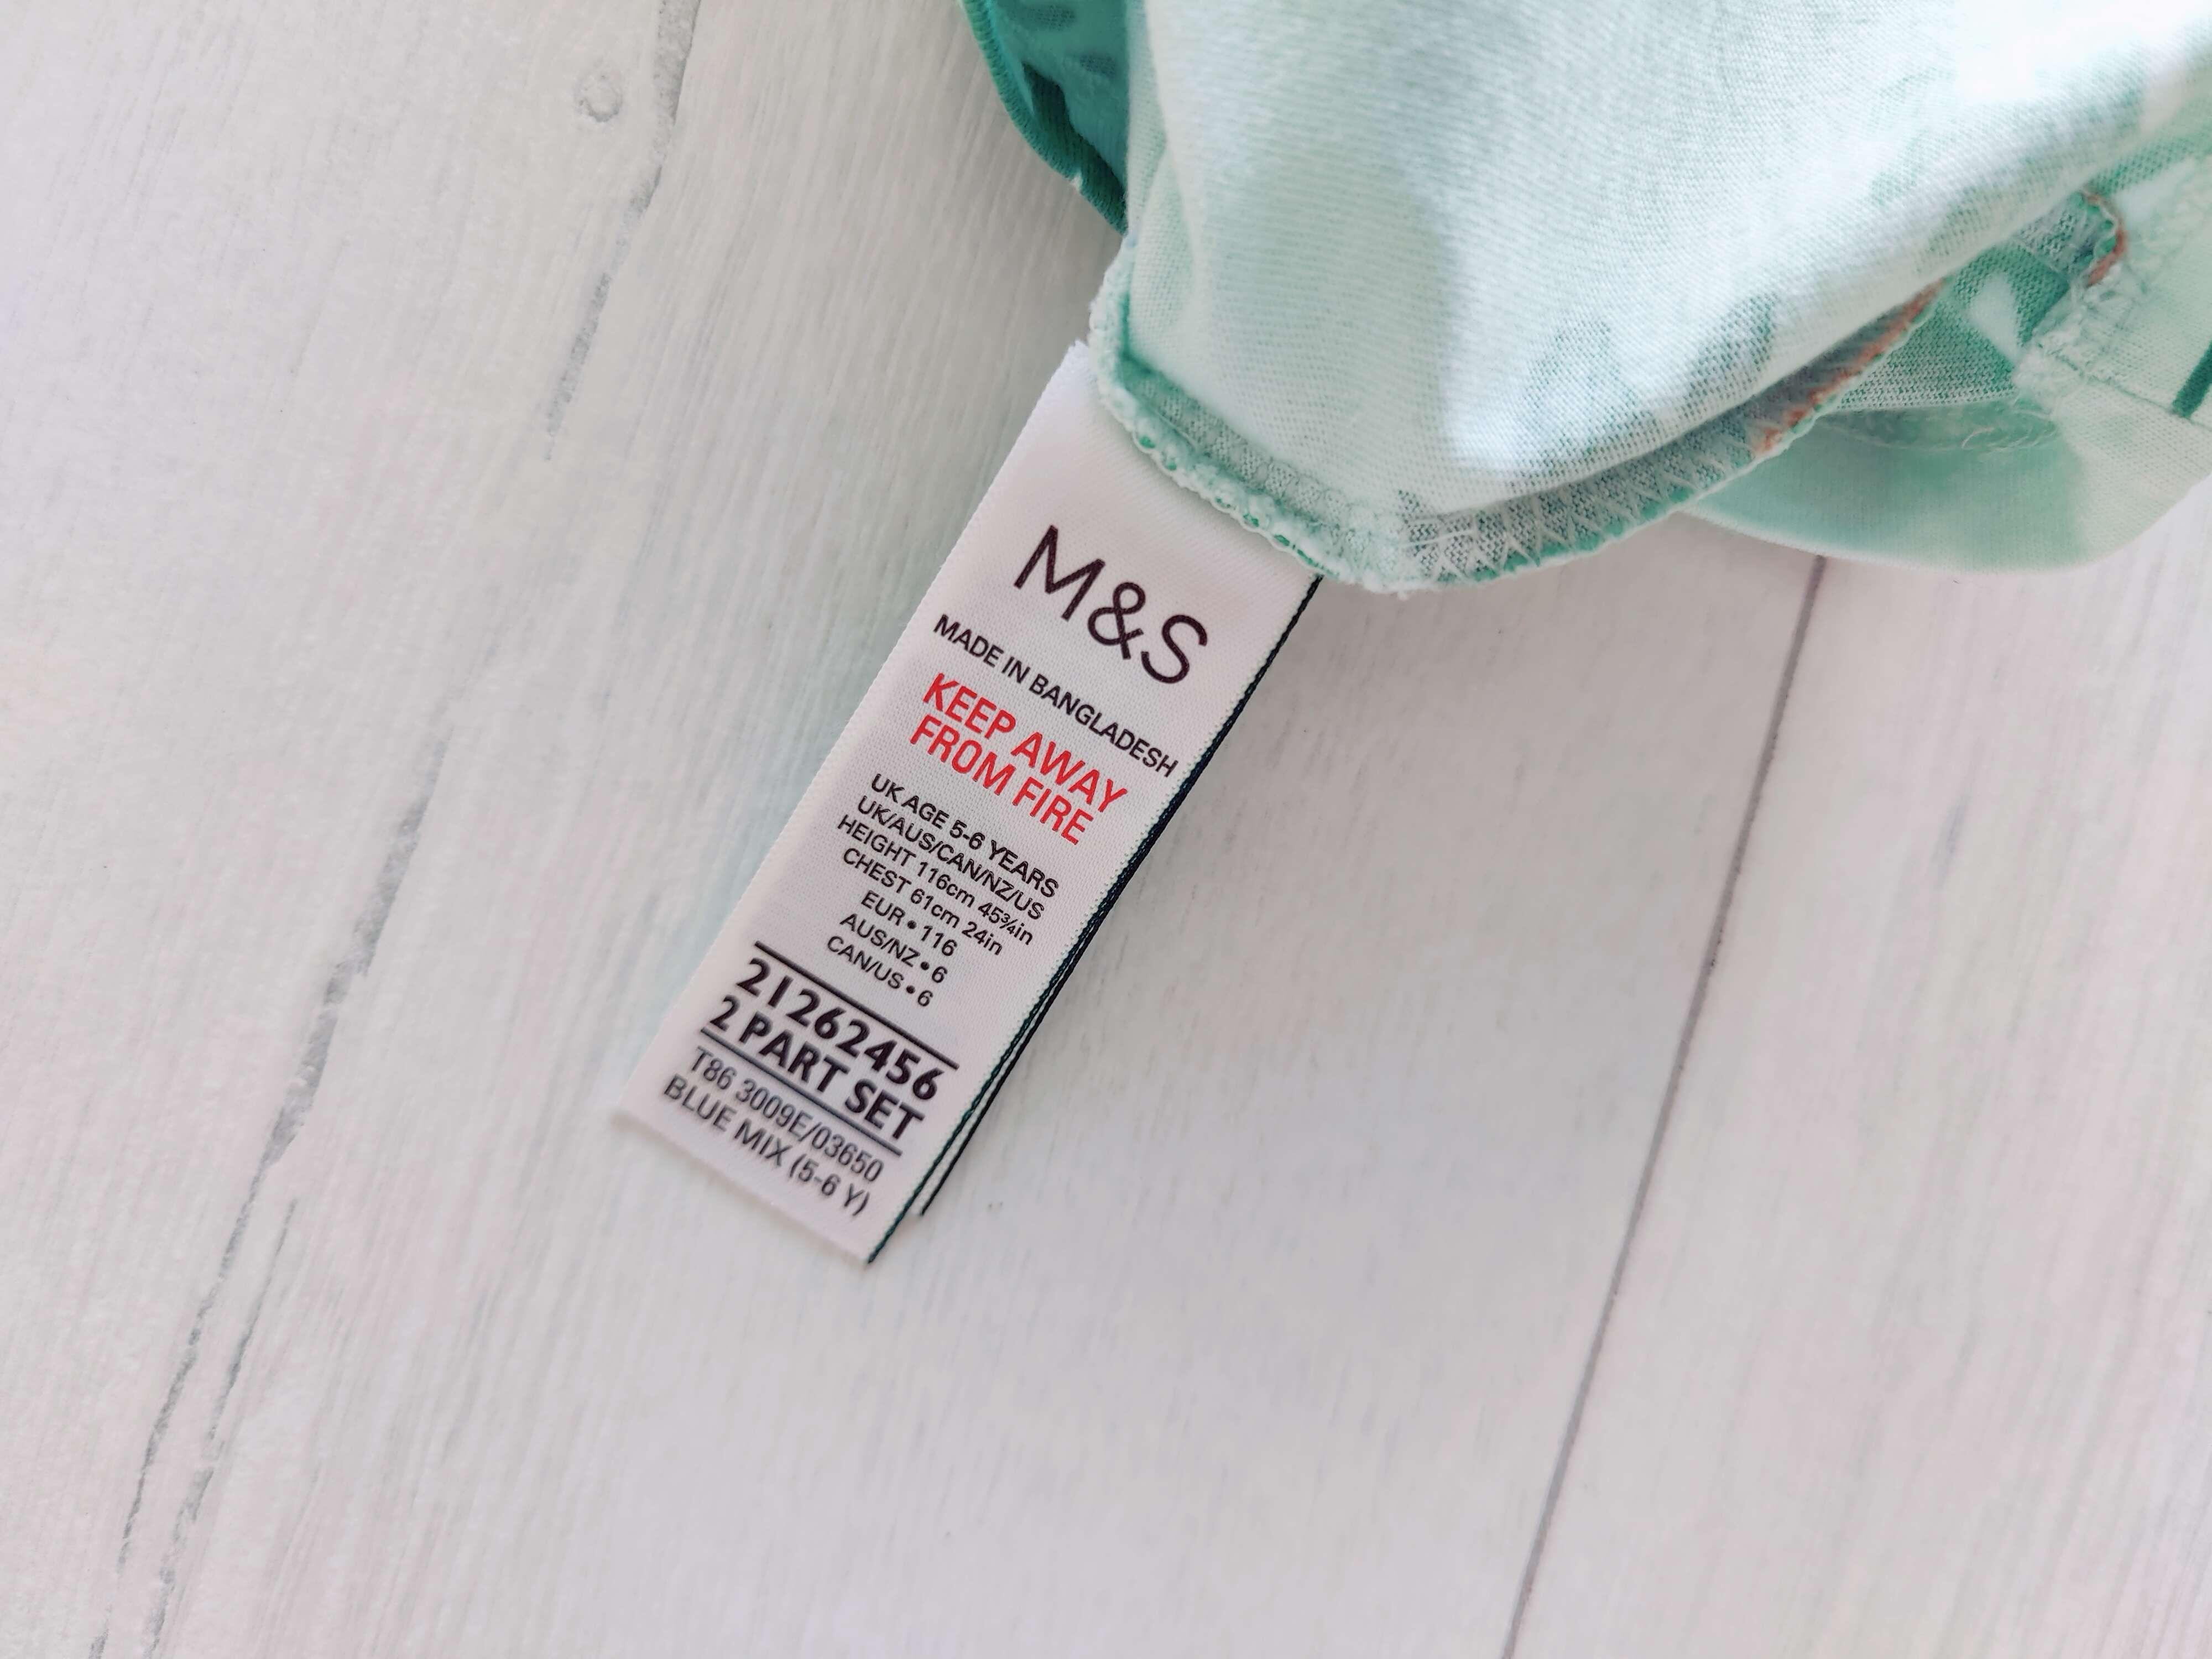 M&S
MADE IN BANGLADESH
KEEP AWAY
FROM FIRE
UK AGE 5-6 YEARS
UK/AUS/CAN/NZ/US
HEIGHT 116cm 45¾in
CHEST 61cm 24in
EUR • 116
AUS/NZ • 6
CAN/US • 6
21262456
2 PART SET
T86 3009E/03650
BLUE MIX (5-6 Y)